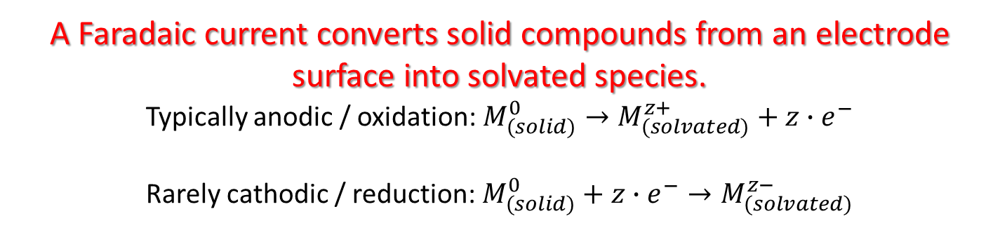 A Faradaic current converts solid compounds from an electrode
surface into solvated species.
Typically anodic / oxidation: $M^{0}_{(solid)} \rightarrow M^{z+}_{(solvated)} + z \cdot e^{-}$
Rarely cathodic / reduction: $M^{0}_{(solid)} + z \cdot e^{-} \rightarrow M^{z-}_{(solvated)}$